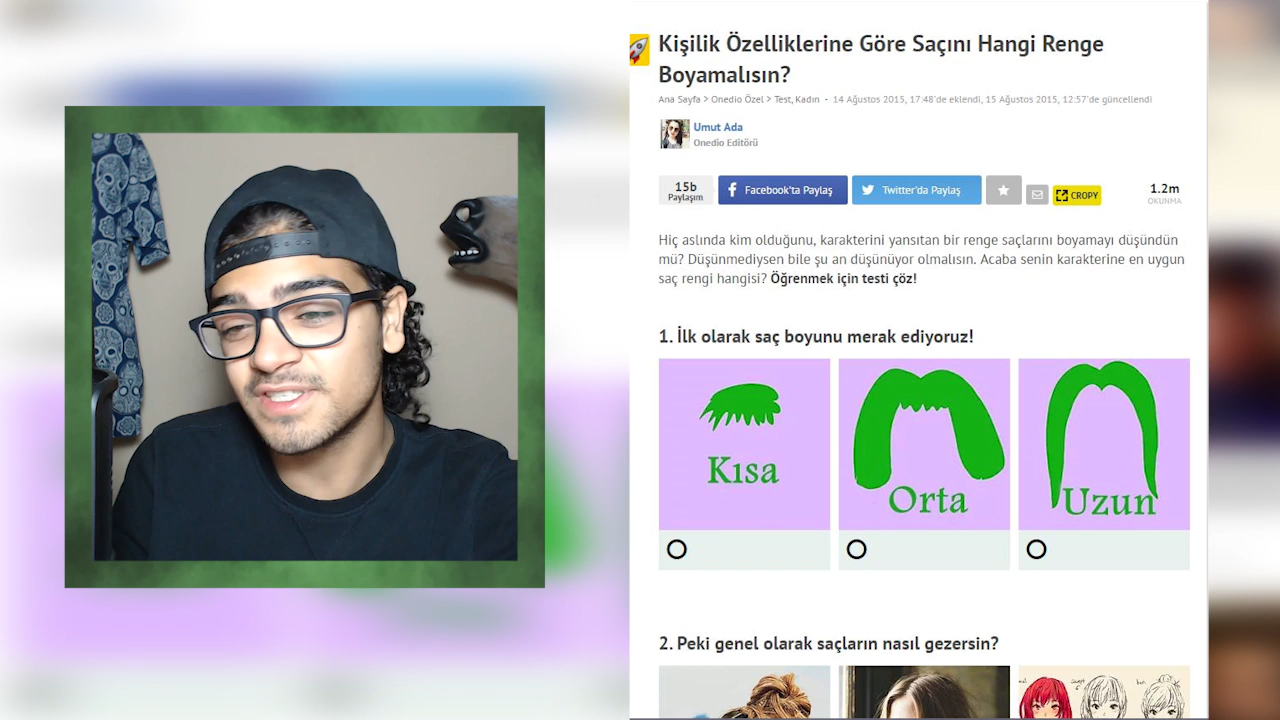 Kişilik Özelliklerine Göre Saçını Hangi Renge
Boyamalısın?
Ana Sayfa > Onedio Özel > Test, Kadın - 14 Ağustos 2015, 17:48'de eklendi, 15 Ağustos 2015, 12:57'de güncellendi
Umut Ada
Onedio Editörü
15b
Paylaşım
Facebook'ta Paylaş
Twitter'da Paylaş
CROPY
1.2m
OKUNMA
Hiç aslında kim olduğunu, karakterini yansıtan bir renge saçlarını boyamayı düşündün
mü? Düşünmediysen bile şu an düşünüyor olmalısın. Acaba senin karakterine en uygun
saç rengi hangisi? Öğrenmek için testi çöz!
1. İlk olarak saç boyunu merak ediyoruz!
Kısa
Orta
Uzun
2. Peki genel olarak saçların nasıl gezersin?